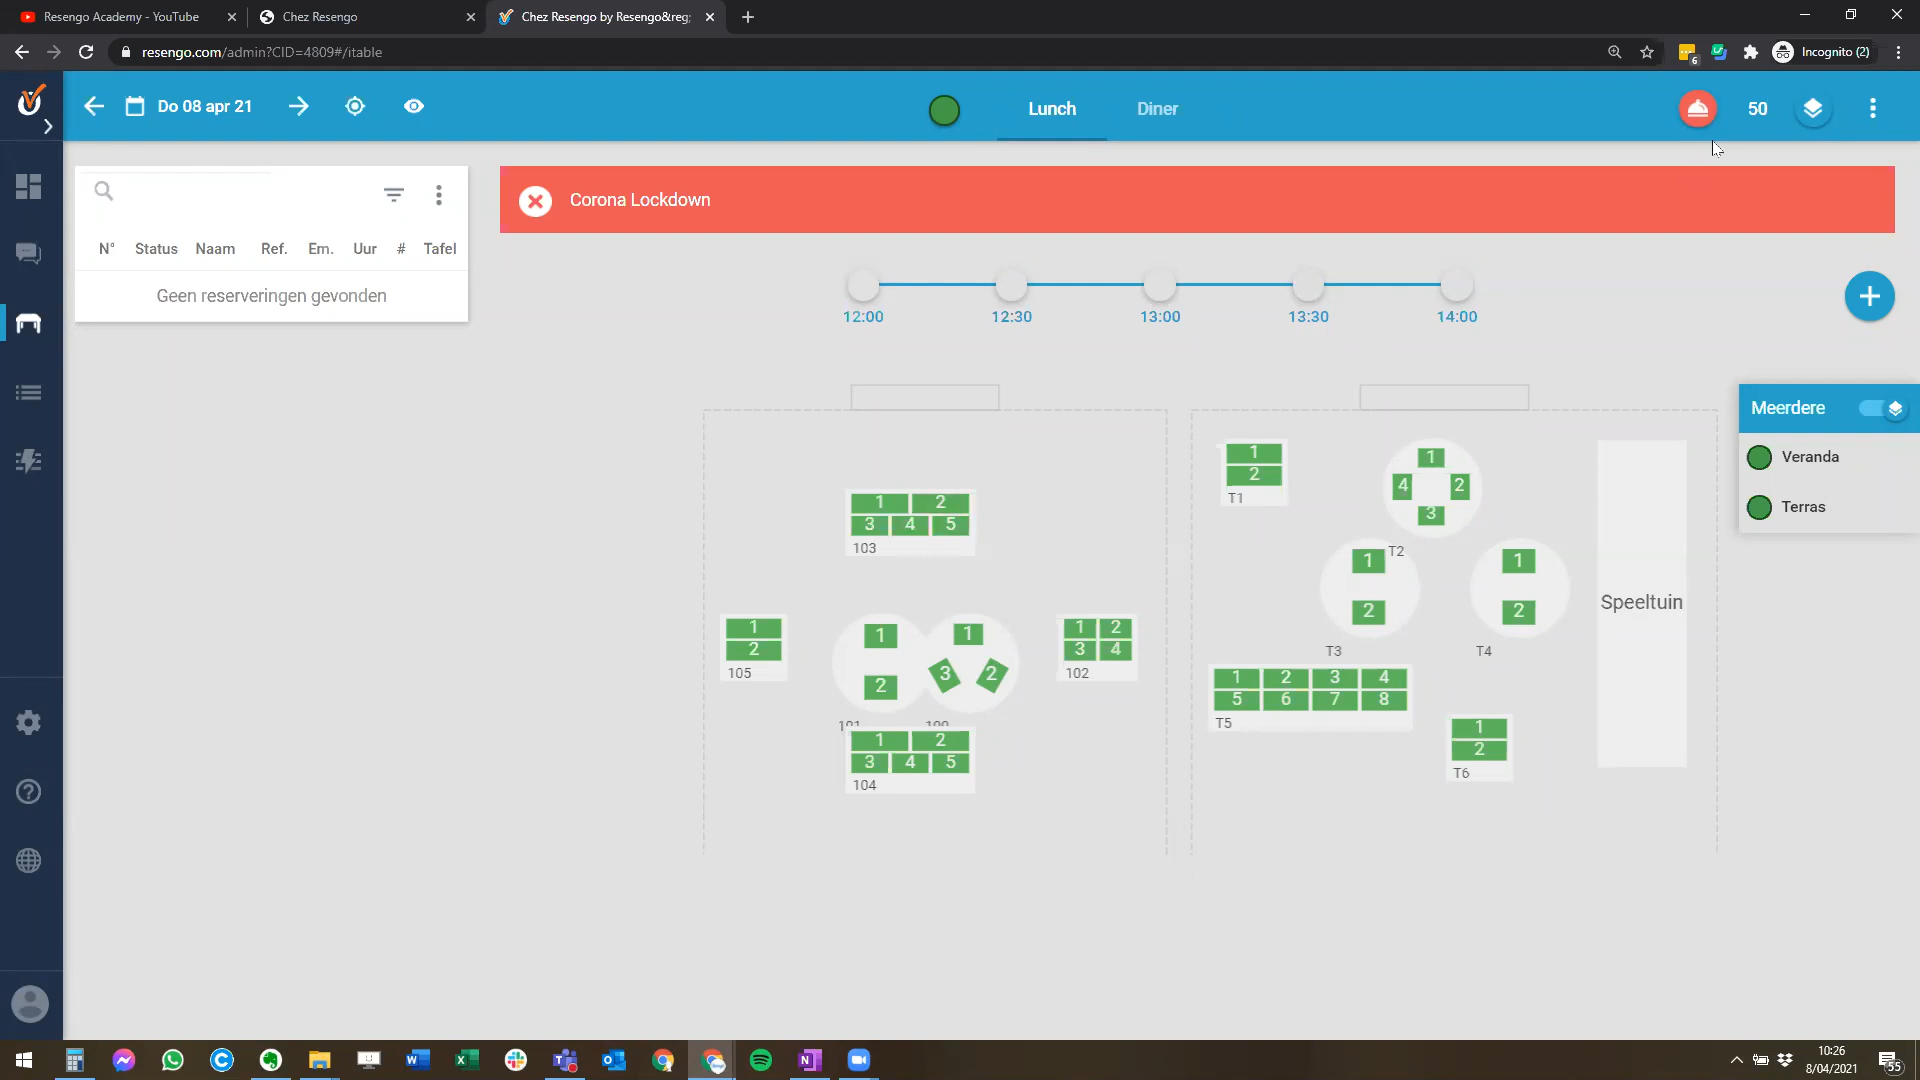 Resengo Academy - YouTube
Chez Resengo
Chez Resengo by Resengo&reg;
resengo.com/admin?CID=4809#/itable
6
Incognito (2)
Do 08 apr 21
Lunch
Diner
50
Corona Lockdown
N° Status Naam Ref. Em. Uur # Tafel
Geen reserveringen gevonden
12:00 12:30 13:00 13:30 14:00
Meerdere
Veranda
Terras
1 2
3 4 5
103
1
2
105
1
2
101
1
3 2
100
1 2
3 4
102
1 2
3 4 5
104
1
2
T1
1
4 2
3
T2
1
2
T3
1
2
T4
1 2 3 4
5 6 7 8
T5
1
2
T6
Speeltuin
10:26
8/04/2021
55